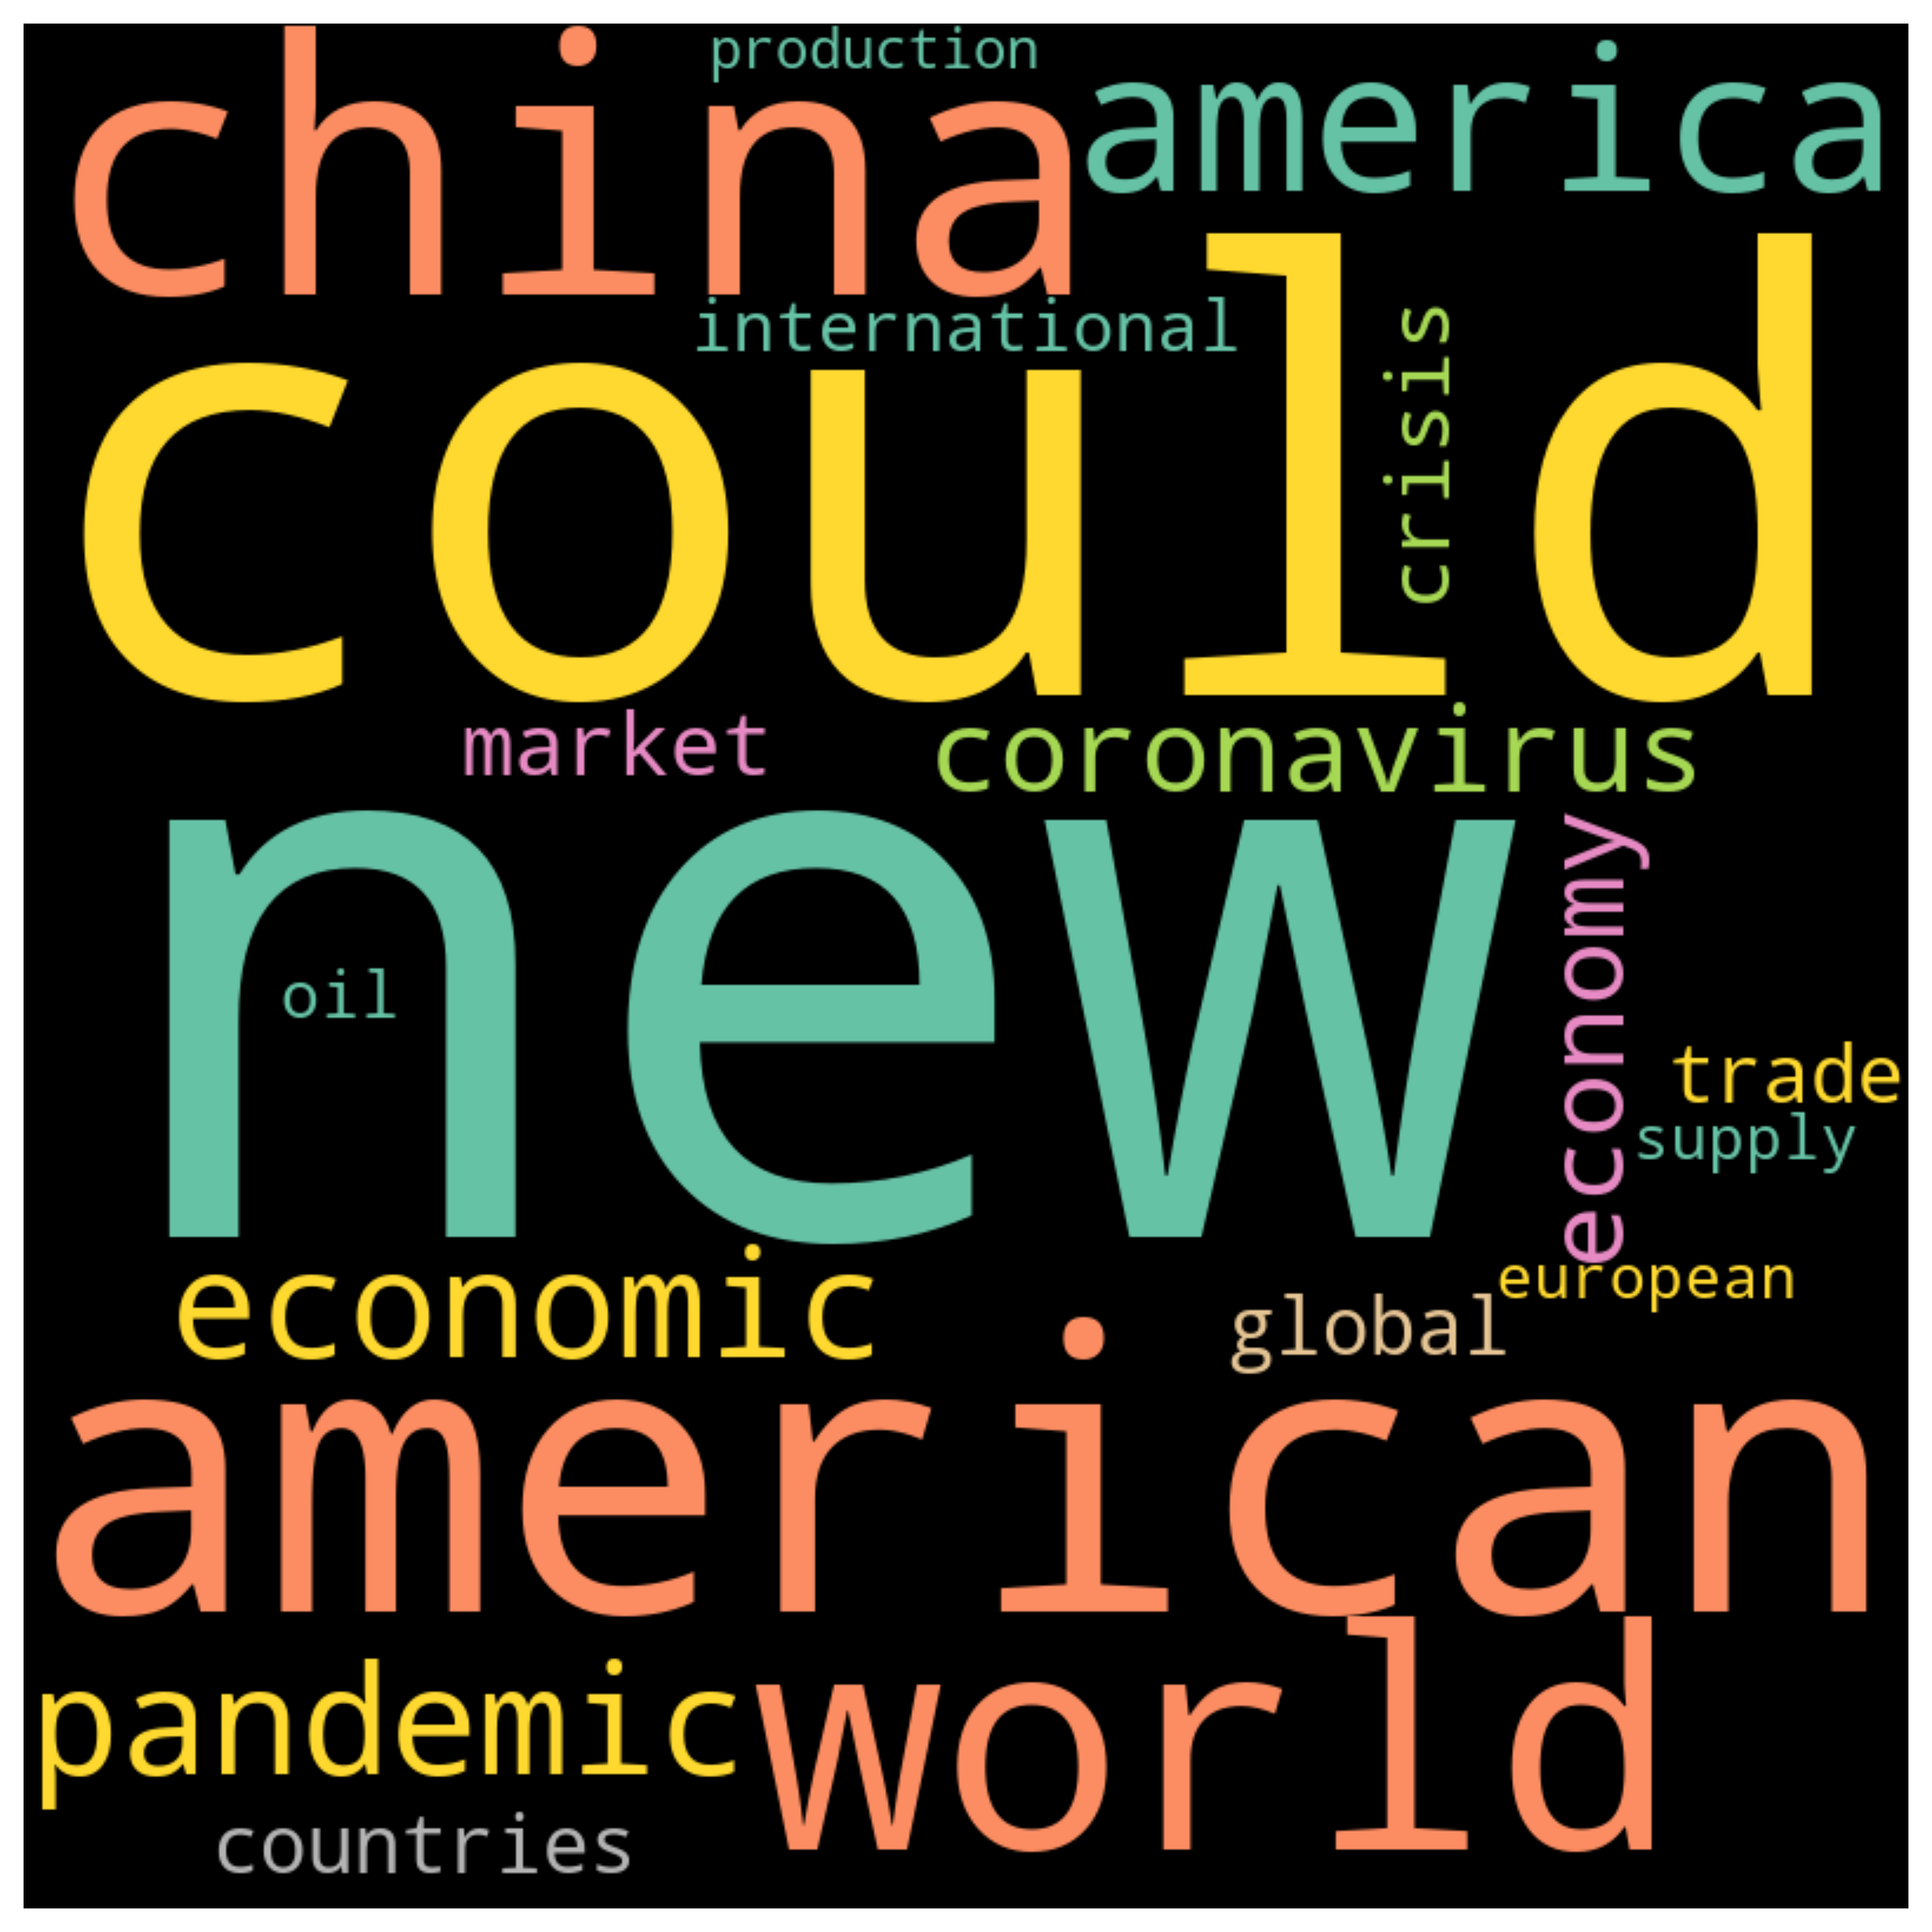 production
china
america
international
crisis
could
market
coronavirus
new
oil
economy
trade
supply
economic
european
global
american
pandemic
world
countries